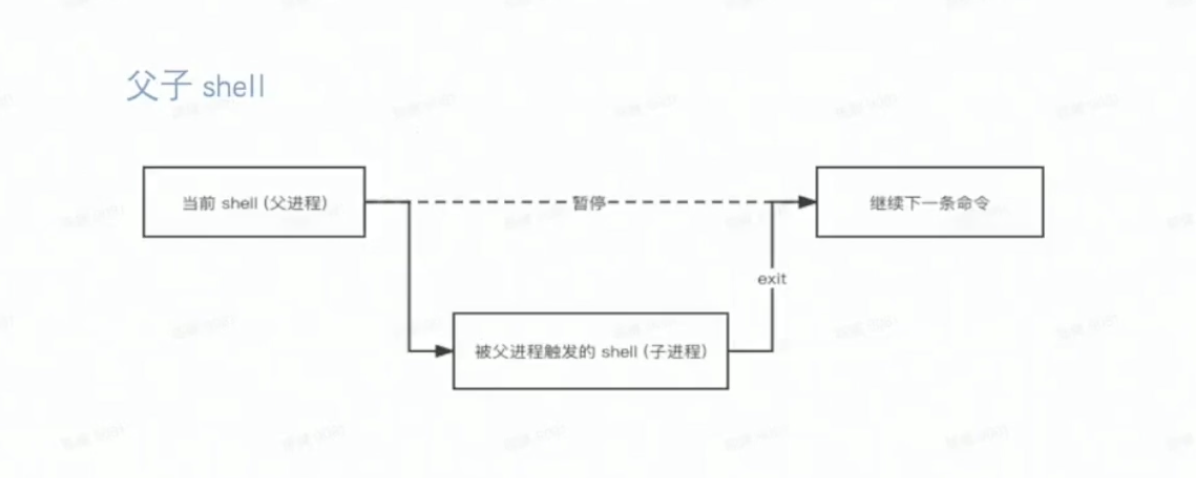 父子 shell
当前 shell (父进程)
暂停
继续下一条命令
exit
被父进程触发的 shell (子进程)